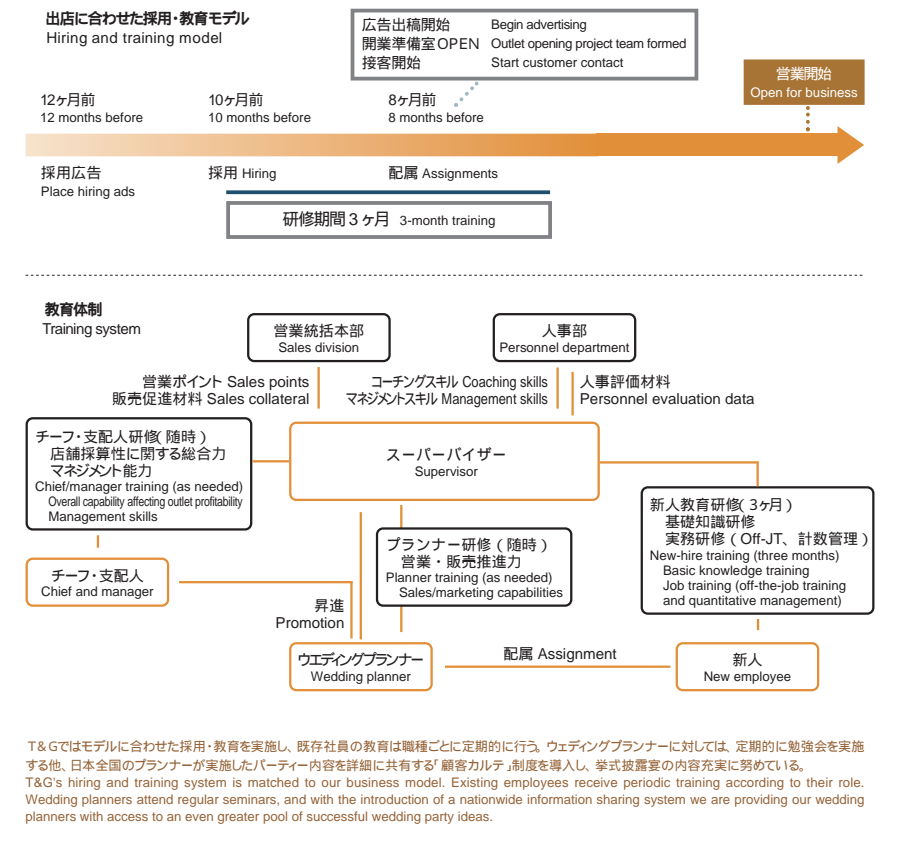 出店に合わせた採用・教育モデル
Hiring and training model
広告出稿開始 Begin advertising
開業準備室OPEN Outlet opening project team formed
接客開始 Start customer contact
営業開始
Open for business
12ヶ月前
12 months before
10ヶ月前
10 months before
8ヶ月前
8 months before
採用広告
Place hiring ads
採用 Hiring
配属 Assignments
研修期間3ヶ月 3-month training
教育体制
Training system
営業統括本部
Sales division
人事部
Personnel department
営業ポイント Sales points
販売促進材料 Sales collateral
コーチングスキル Coaching skills
マネジメントスキル Management skills
人事評価材料
Personnel evaluation data
チーフ・支配人研修(随時)
店舗採算性に関する総合力
マネジメント能力
Chief/manager training (as needed)
Overall capability affecting outlet profitability
Management skills
スーパーバイザー
Supervisor
新人教育研修(3ヶ月)
基礎知識研修
実務研修(Off-JT、計数管理)
New-hire training (three months)
Basic knowledge training
Job training (off-the-job training
and quantitative management)
プランナー研修(随時)
営業・販売推進力
Planner training (as needed)
Sales/marketing capabilities
チーフ・支配人
Chief and manager
昇進
Promotion
ウエディングプランナー
Wedding planner
配属 Assignment
新人
New employee
T&Gではモデルに合わせた採用・教育を実施し、既存社員の教育は職種ごとに定期的に行う。ウェディングプランナーに対しては、定期的に勉強会を実施
する他、日本全国のプランナーが実施したパーティー内容を詳細に共有する「顧客カルテ」制度を導入し、挙式披露宴の内容充実に努めている。
T&G's hiring and training system is matched to our business model. Existing employees receive periodic training according to their role.
Wedding planners attend regular seminars, and with the introduction of a nationwide information sharing system we are providing our wedding
planners with access to an even greater pool of successful wedding party ideas.